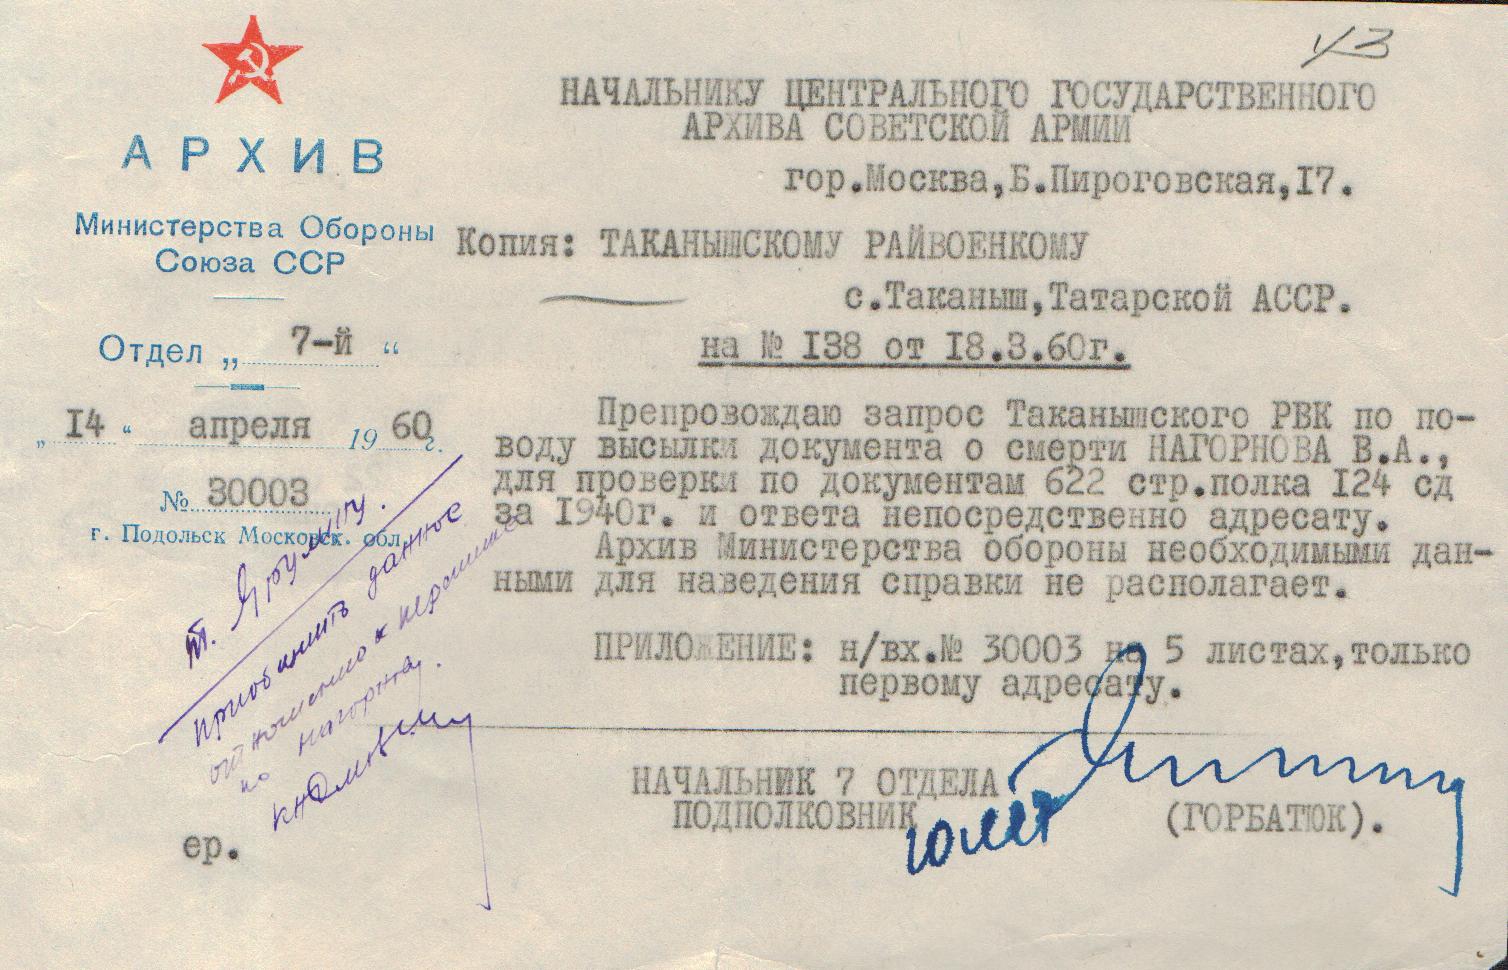 43
АРХИВ
Министерства Обороны
Союза ССР
Отдел „ 7-й “
„ 14 “ апреля 19 60 г.
№ 30003
г. Подольск Московск. обл.
НАЧАЛЬНИКУ ЦЕНТРАЛЬНОГО ГОСУДАРСТВЕННОГО
АРХИВА СОВЕТСКОЙ АРМИИ
гор.Москва,Б.Пироговская,17.
Копия: ТАКАНЫШСКОМУ РАЙВОЕНКОМУ
с.Таканыш,Татарской АССР.
на № 138 от 18.3.60г.
Препровождаю запрос Таканышского РВК по по-
воду высылки документа о смерти НАГОРНОВА В.А.,
для проверки по документам 622 стр.полка 124 сд
за 1940г. и ответа непосредственно адресату.
Архив Министерства обороны необходимыми дан-
ными для наведения справки не располагает.
ПРИЛОЖЕНИЕ: н/вх.№ 30003 на 5 листах,только
первому адресату.
НАЧАЛЬНИК 7 ОТДЕЛА
ПОДПОЛКОВНИК
(ГОРБАТЮК).
т.
приобщить данное
к
по
ер.